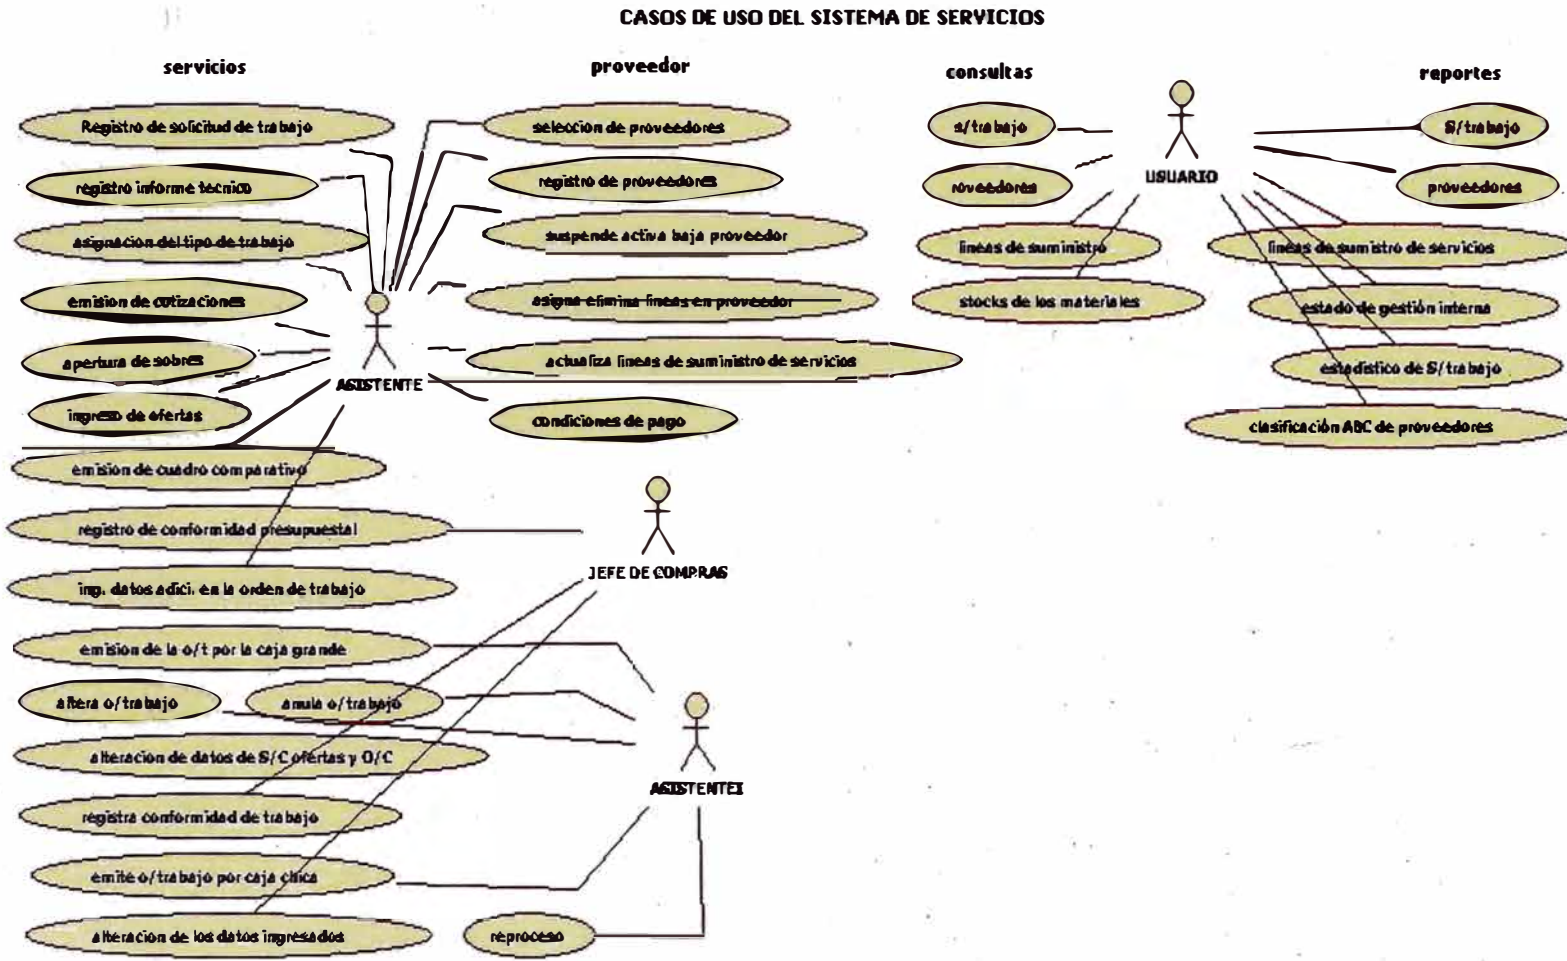 CASOS DE USO DEL SISTEMA DE SERVICIOS
servicios
Registro de solicitud de trabajo
registro informe tecnico
asignacion del tipo de trabajo
emision de cotizaciones
apertura de sobres
ingreso de ofertas
emision de cuadro comparativo
registro de conformidad presupuestal
ing. datos adici. en la orden de trabajo
emision de la o/t por la caja grande
altera o/trabajo
anula o/trabajo
alteracion de datos de S/C ofertas y O/C
registra conformidad de trabajo
emite o/trabajo por caja chica
alteracion de los datos ingresados
reproceso
ASISTENTE
proveedor
seleccion de proveedores
registro de proveedores
suspende activa baja proveedor
asigna elimina lineas en proveedor
actualiza lineas de suministro de servicios
condiciones de pago
JEFE DE COMPRAS
ASISTENTE1
consultas
s/trabajo
roveedores
lineas de suministro
stocks de los materiales
USUARIO
reportes
S/trabajo
proveedores
lineas de sumistro de servicios
estado de gestión interna
estadistico de S/trabajo
clasificación ABC de proveedores